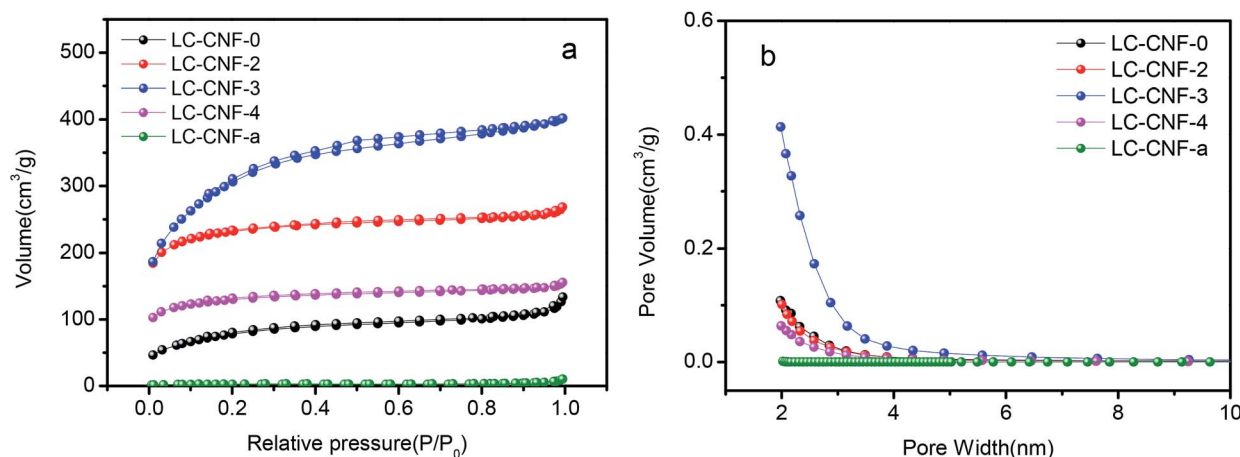 a
LC-CNF-0
LC-CNF-2
LC-CNF-3
LC-CNF-4
LC-CNF-a
Volume(cm³/g)
500
400
300
200
100
0
0.0 0.2 0.4 0.6 0.8 1.0
Relative pressure(P/P₀)
b
LC-CNF-0
LC-CNF-2
LC-CNF-3
LC-CNF-4
LC-CNF-a
Pore Volume(cm³/g)
0.6
0.4
0.2
0.0
2 4 6 8 10
Pore Width(nm)